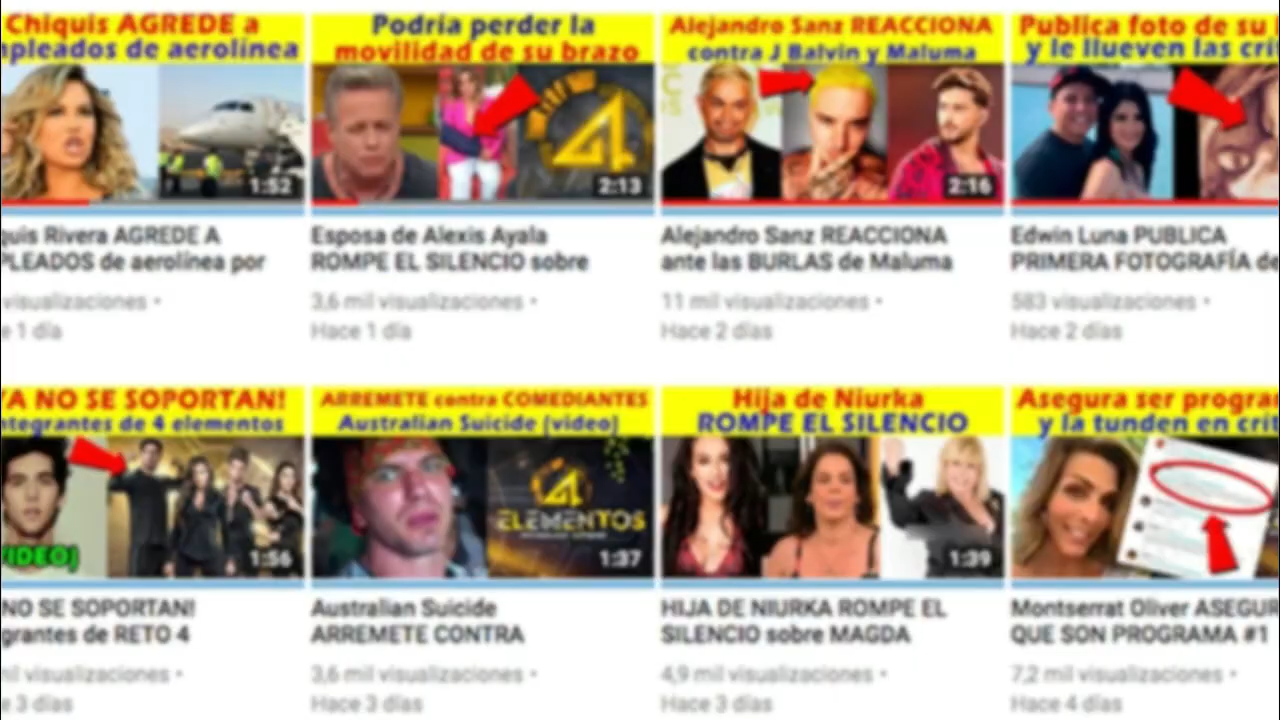 Chiquis AGREDE a
mpleados de aerolínea
1:52
quis Rivera AGREDE A
PLEADOS de aerolínea por
visualizaciones •
e 1 día
Podría perder la
movilidad de su brazo
4
2:13
Esposa de Alexis Ayala
ROMPE EL SILENCIO sobre
3,6 mil visualizaciones •
Hace 1 día
Alejandro Sanz REACCIONA
contra J Balvin y Maluma
2:16
Alejandro Sanz REACCIONA
ante las BURLAS de Maluma
11 mil visualizaciones •
Hace 2 días
Publica foto de su
y le llueven las crit
Edwin Luna PUBLICA
PRIMERA FOTOGRAFÍA de
583 visualizaciones •
Hace 2 días
YA NO SE SOPORTAN!
ntegrantes de 4 elementos
VIDEO)
1:56
NO SE SOPORTAN!
grantes de RETO 4
mil visualizaciones •
e 3 días
ARREMETE contra COMEDIANTES
Australian Suicide (video)
4
ELEMENTOS
1:37
Australian Suicide
ARREMETE CONTRA
3,6 mil visualizaciones •
Hace 3 días
Hija de Niurka
ROMPE EL SILENCIO
1:39
HIJA DE NIURKA ROMPE EL
SILENCIO sobre MAGDA
4,9 mil visualizaciones •
Hace 3 días
Asegura ser progra
y la tunden en crit
Montserrat Oliver ASEGUR
QUE SON PROGRAMA #1
7,2 mil visualizaciones •
Hace 4 días